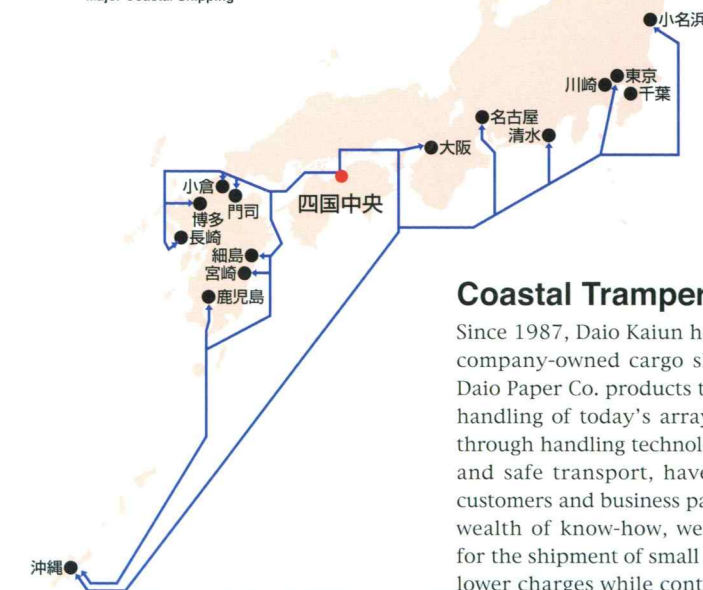 Major Coastal Shipping
小名浜
東京
川崎
千葉
名古屋
清水
大阪
小倉
四国中央
門司
博多
長崎
細島
宮崎
鹿児島
沖縄
Coastal Tramper
Since 1987, Daio Kaiun h
company-owned cargo s
Daio Paper Co. products t
handling of today's array
through handling technol
and safe transport, have
customers and business pa
wealth of know-how, we
for the shipment of small
lower charges while cont